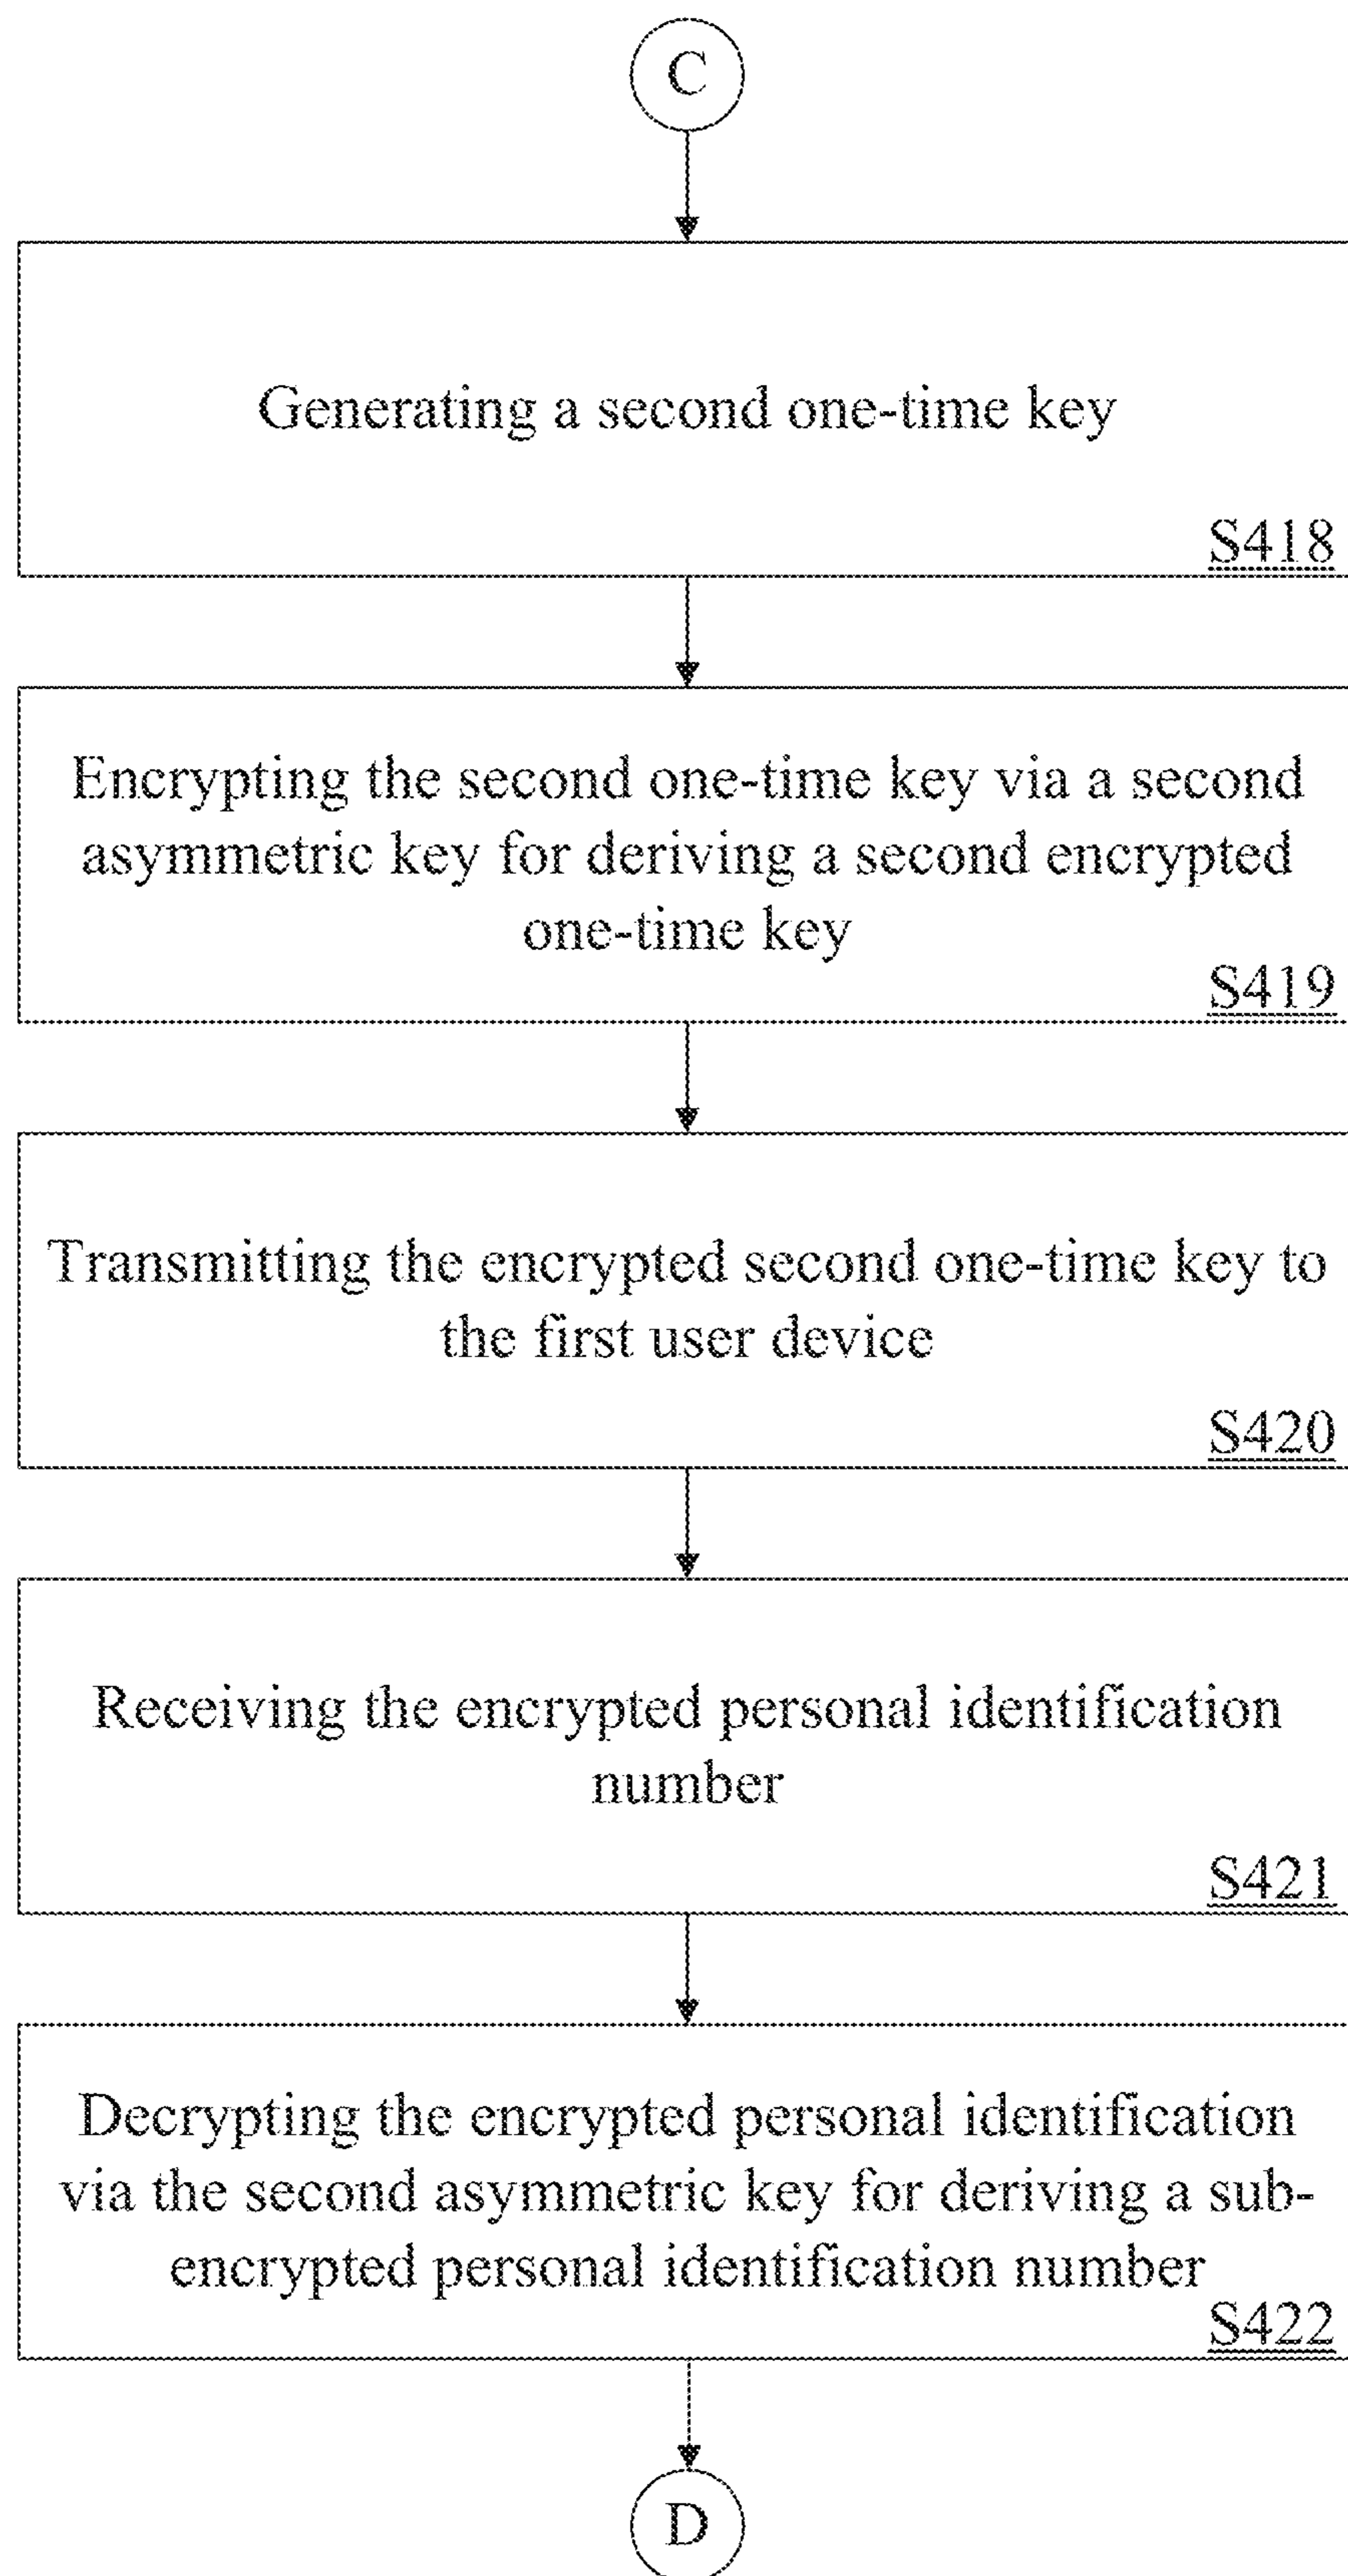 C
Generating a second one-time key
S418
Encrypting the second one-time key via a second
asymmetric key for deriving a second encrypted
one-time key
S419
Transmitting the encrypted second one-time key to
the first user device
S420
Receiving the encrypted personal identification
number
S421
Decrypting the encrypted personal identification
via the second asymmetric key for deriving a sub-
encrypted personal identification number
S422
D